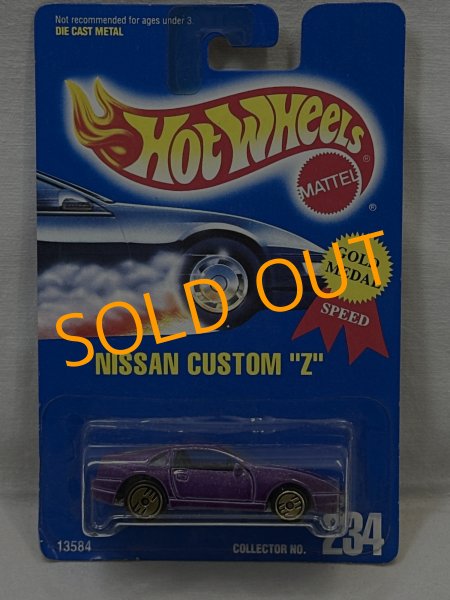 Not recommended for ages under 3.
DIE CAST METAL
HOT WHEELS
MATTEL
®
GOLD MEDAL
SPEED
SOLD OUT
NISSAN CUSTOM "Z"
13584
COLLECTOR NO. 234